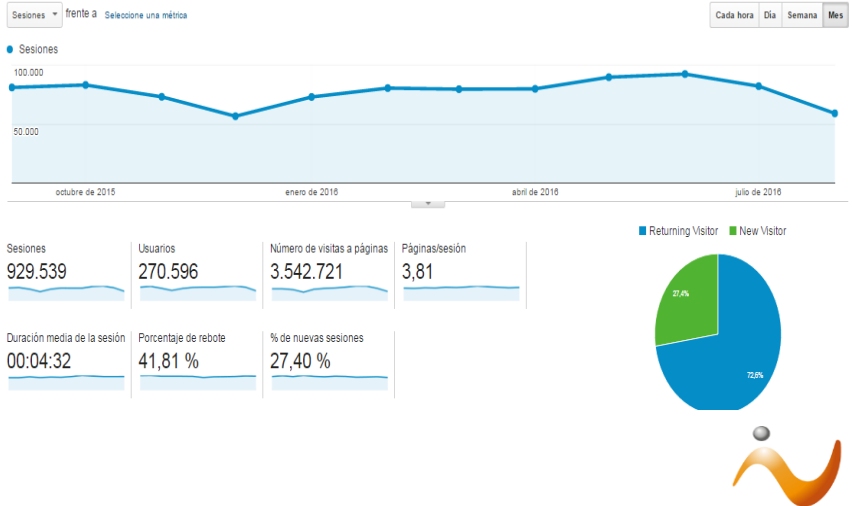 Sesiones frente a Seleccione una métrica
Cada hora Día Semana Mes
Sesiones
100.000
50.000
octubre de 2015 enero de 2016 abril de 2016 julio de 2016
Returning Visitor New Visitor
Sesiones Usuarios Número de visitas a páginas Páginas/sesión
929.539 270.596 3.542.721 3,81
27,4%
72,6%
Duración media de la sesión Porcentaje de rebote % de nuevas sesiones
00:04:32 41,81 % 27,40 %